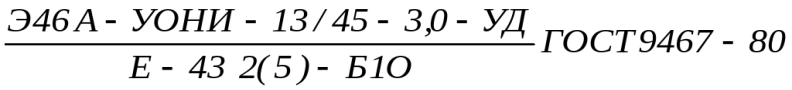 Э46А - УОНИ - 13/45 - 3,0 - УД
Е - 43 2(5) - Б1О
ГОСТ9467 - 80